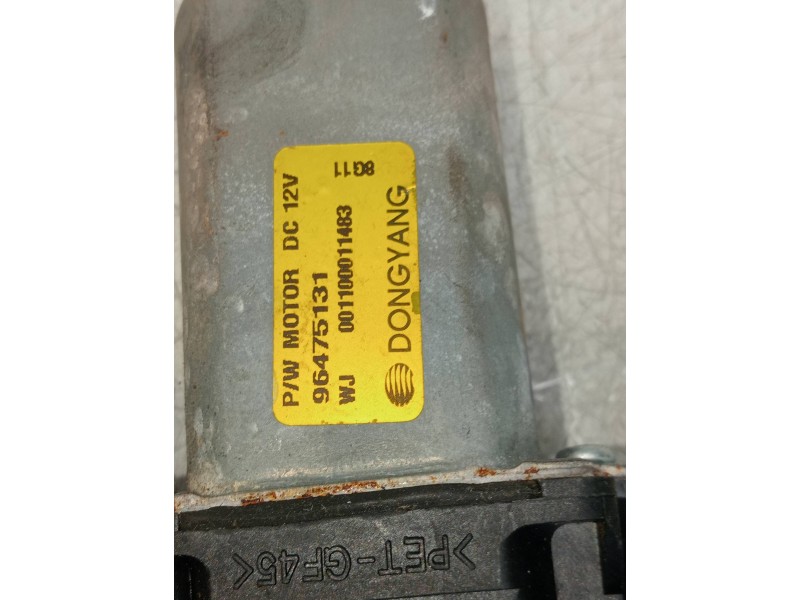 P/W MOTOR DC 12V
96475131
WJ 001100011483 8G11
DONGYANG
>PET-GF45<